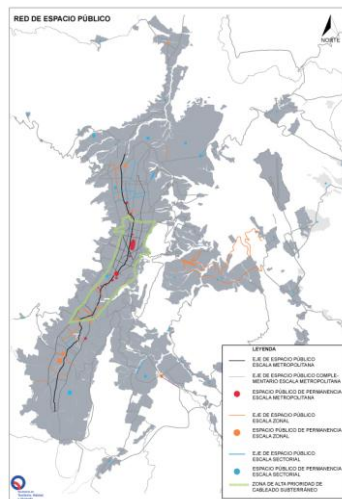 RED DE ESPACIO PÚBLICO
NORTE
LEYENDA
EJE DE ESPACIO PÚBLICO
ESCALA METROPOLITANA
EJE DE ESPACIO PÚBLICO COMPLE-
MENTARIO ESCALA METROPOLITANA
ESPACIO PÚBLICO DE PERMANENCIA
ESCALA METROPOLITANA
EJE DE ESPACIO PÚBLICO
ESCALA ZONAL
ESPACIO PÚBLICO DE PERMANENCIA
ESCALA ZONAL
EJE DE ESPACIO PÚBLICO
ESCALA SECTORIAL
ESPACIO PÚBLICO DE PERMANENCIA
ESCALA SECTORIAL
ZONA DE ALTA PRIORIDAD DE
CABLEADO SUBTERRÁNEO